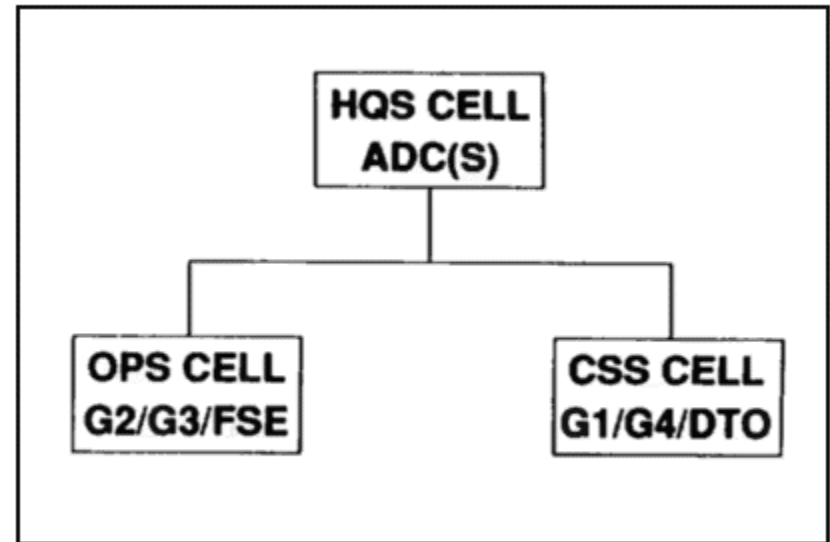 HQS CELL
ADC(S)
OPS CELL
G2/G3/FSE
CSS CELL
G1/G4/DTO